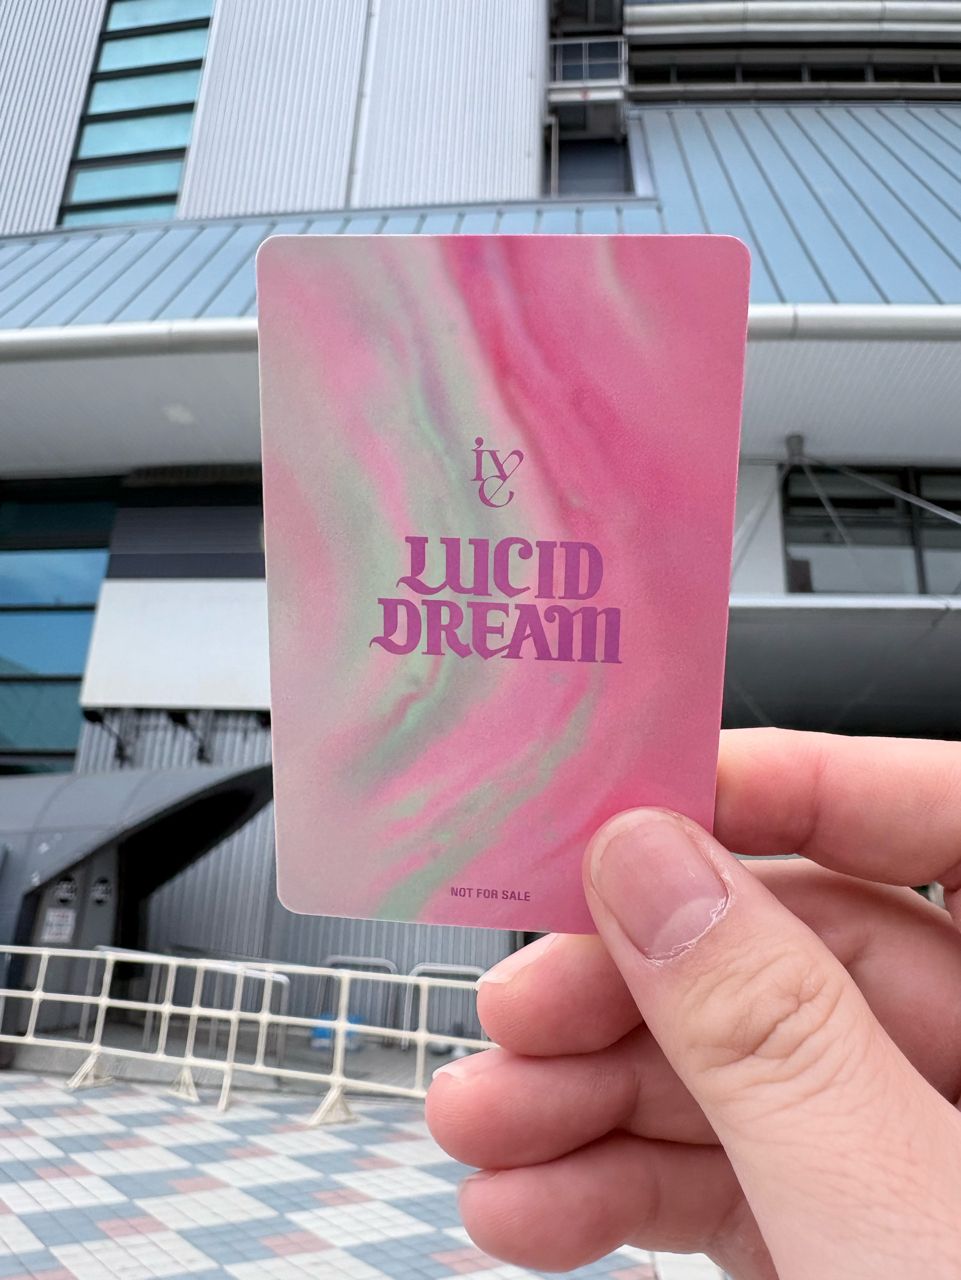 ive
LUCID
DREAM
NOT FOR SALE